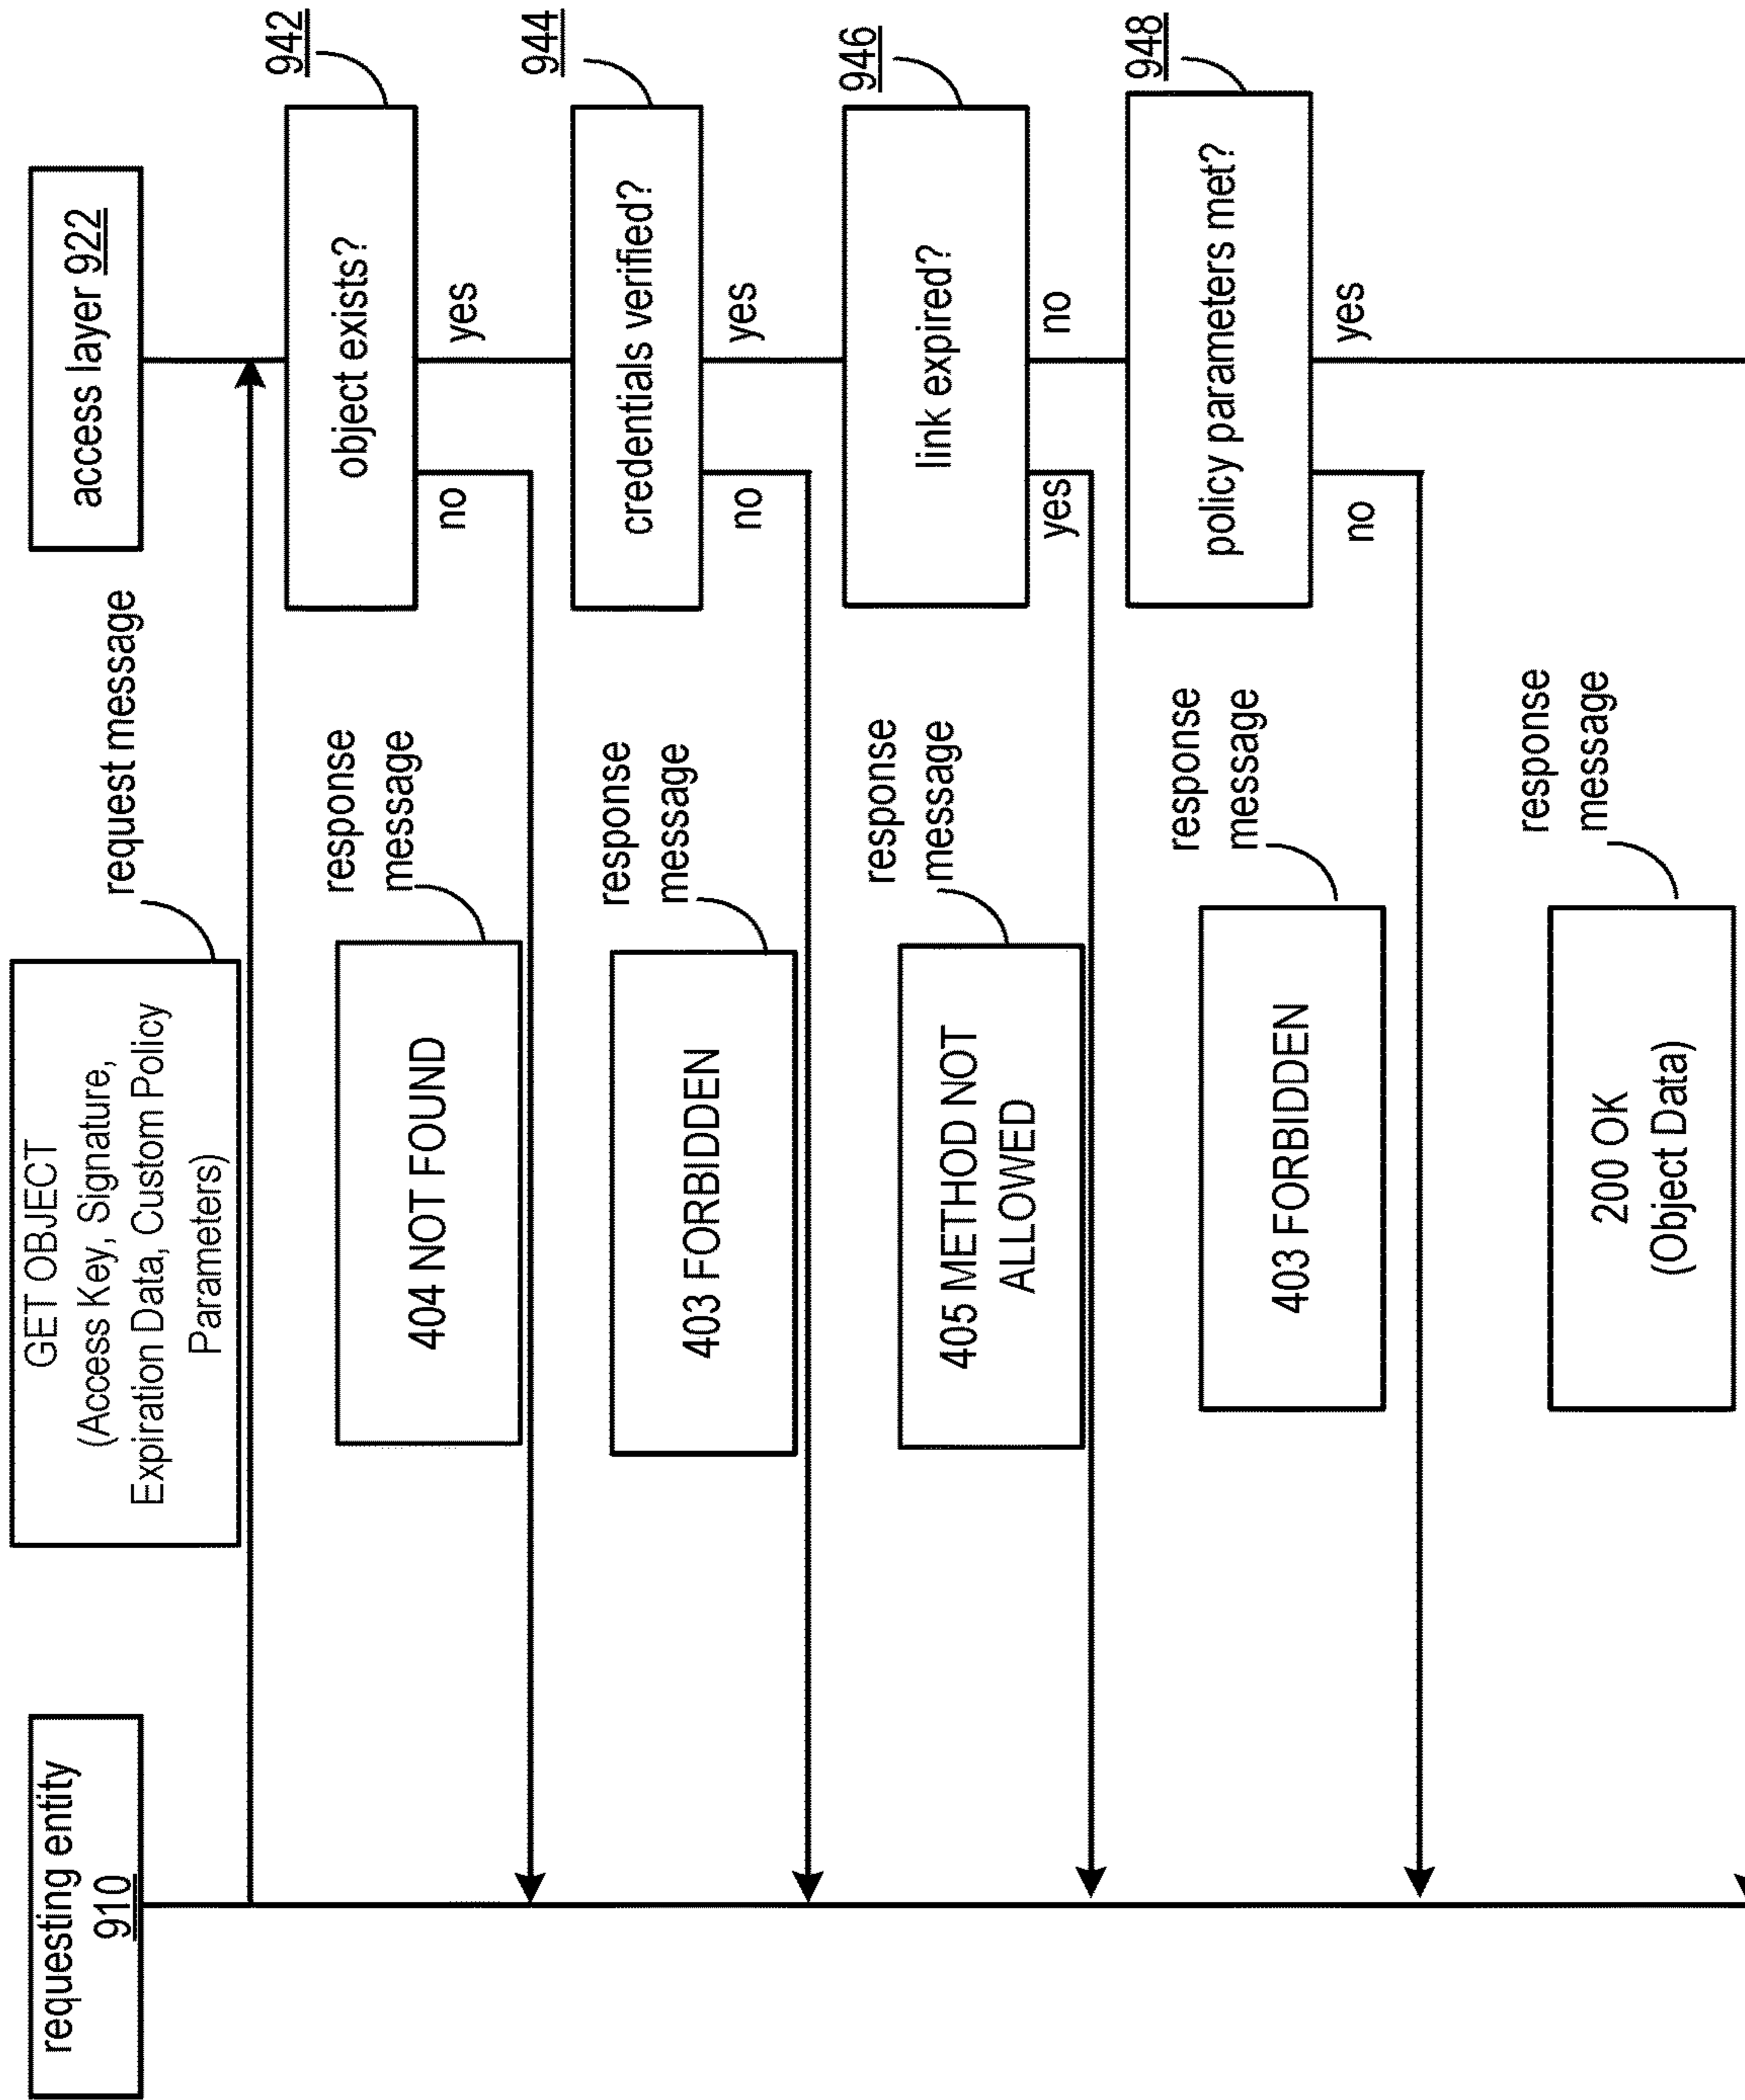 requesting entity
910
access layer 922
request message
GET OBJECT
(Access Key, Signature,
Expiration Data, Custom Policy
Parameters)
942
object exists?
no
yes
response
message
404 NOT FOUND
944
credentials verified?
no
yes
response
message
403 FORBIDDEN
946
link expired?
yes
no
response
message
405 METHOD NOT
ALLOWED
948
policy parameters met?
no
yes
response
message
403 FORBIDDEN
response
message
200 OK
(Object Data)